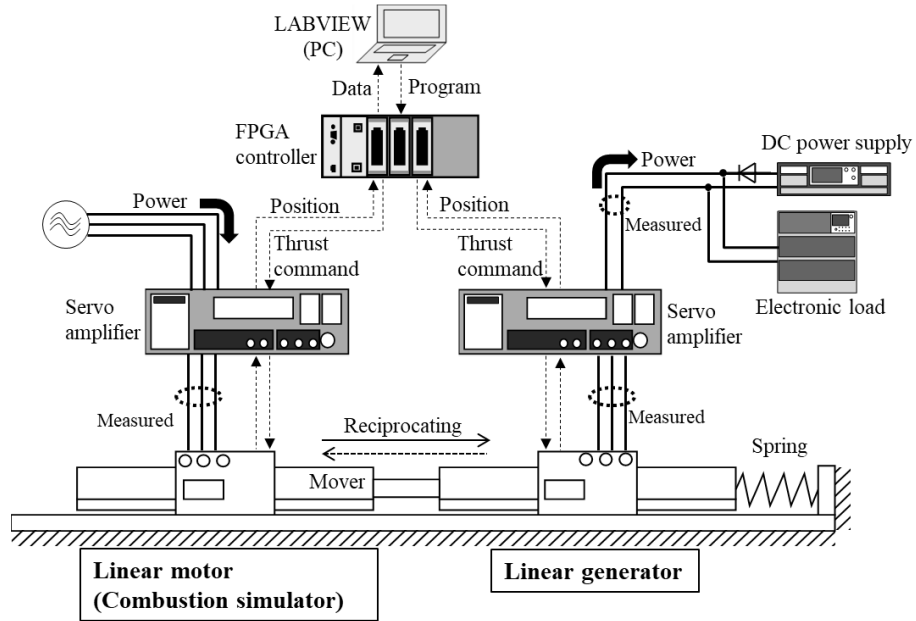 LABVIEW
(PC)
Data
Program
FPGA
controller
DC power supply
Power
Power
Position
Position
Measured
Thrust
command
Thrust
command
Electronic load
Servo
amplifier
Servo
amplifier
Measured
Measured
Reciprocating
Spring
Mover
Linear motor
(Combustion simulator)
Linear generator